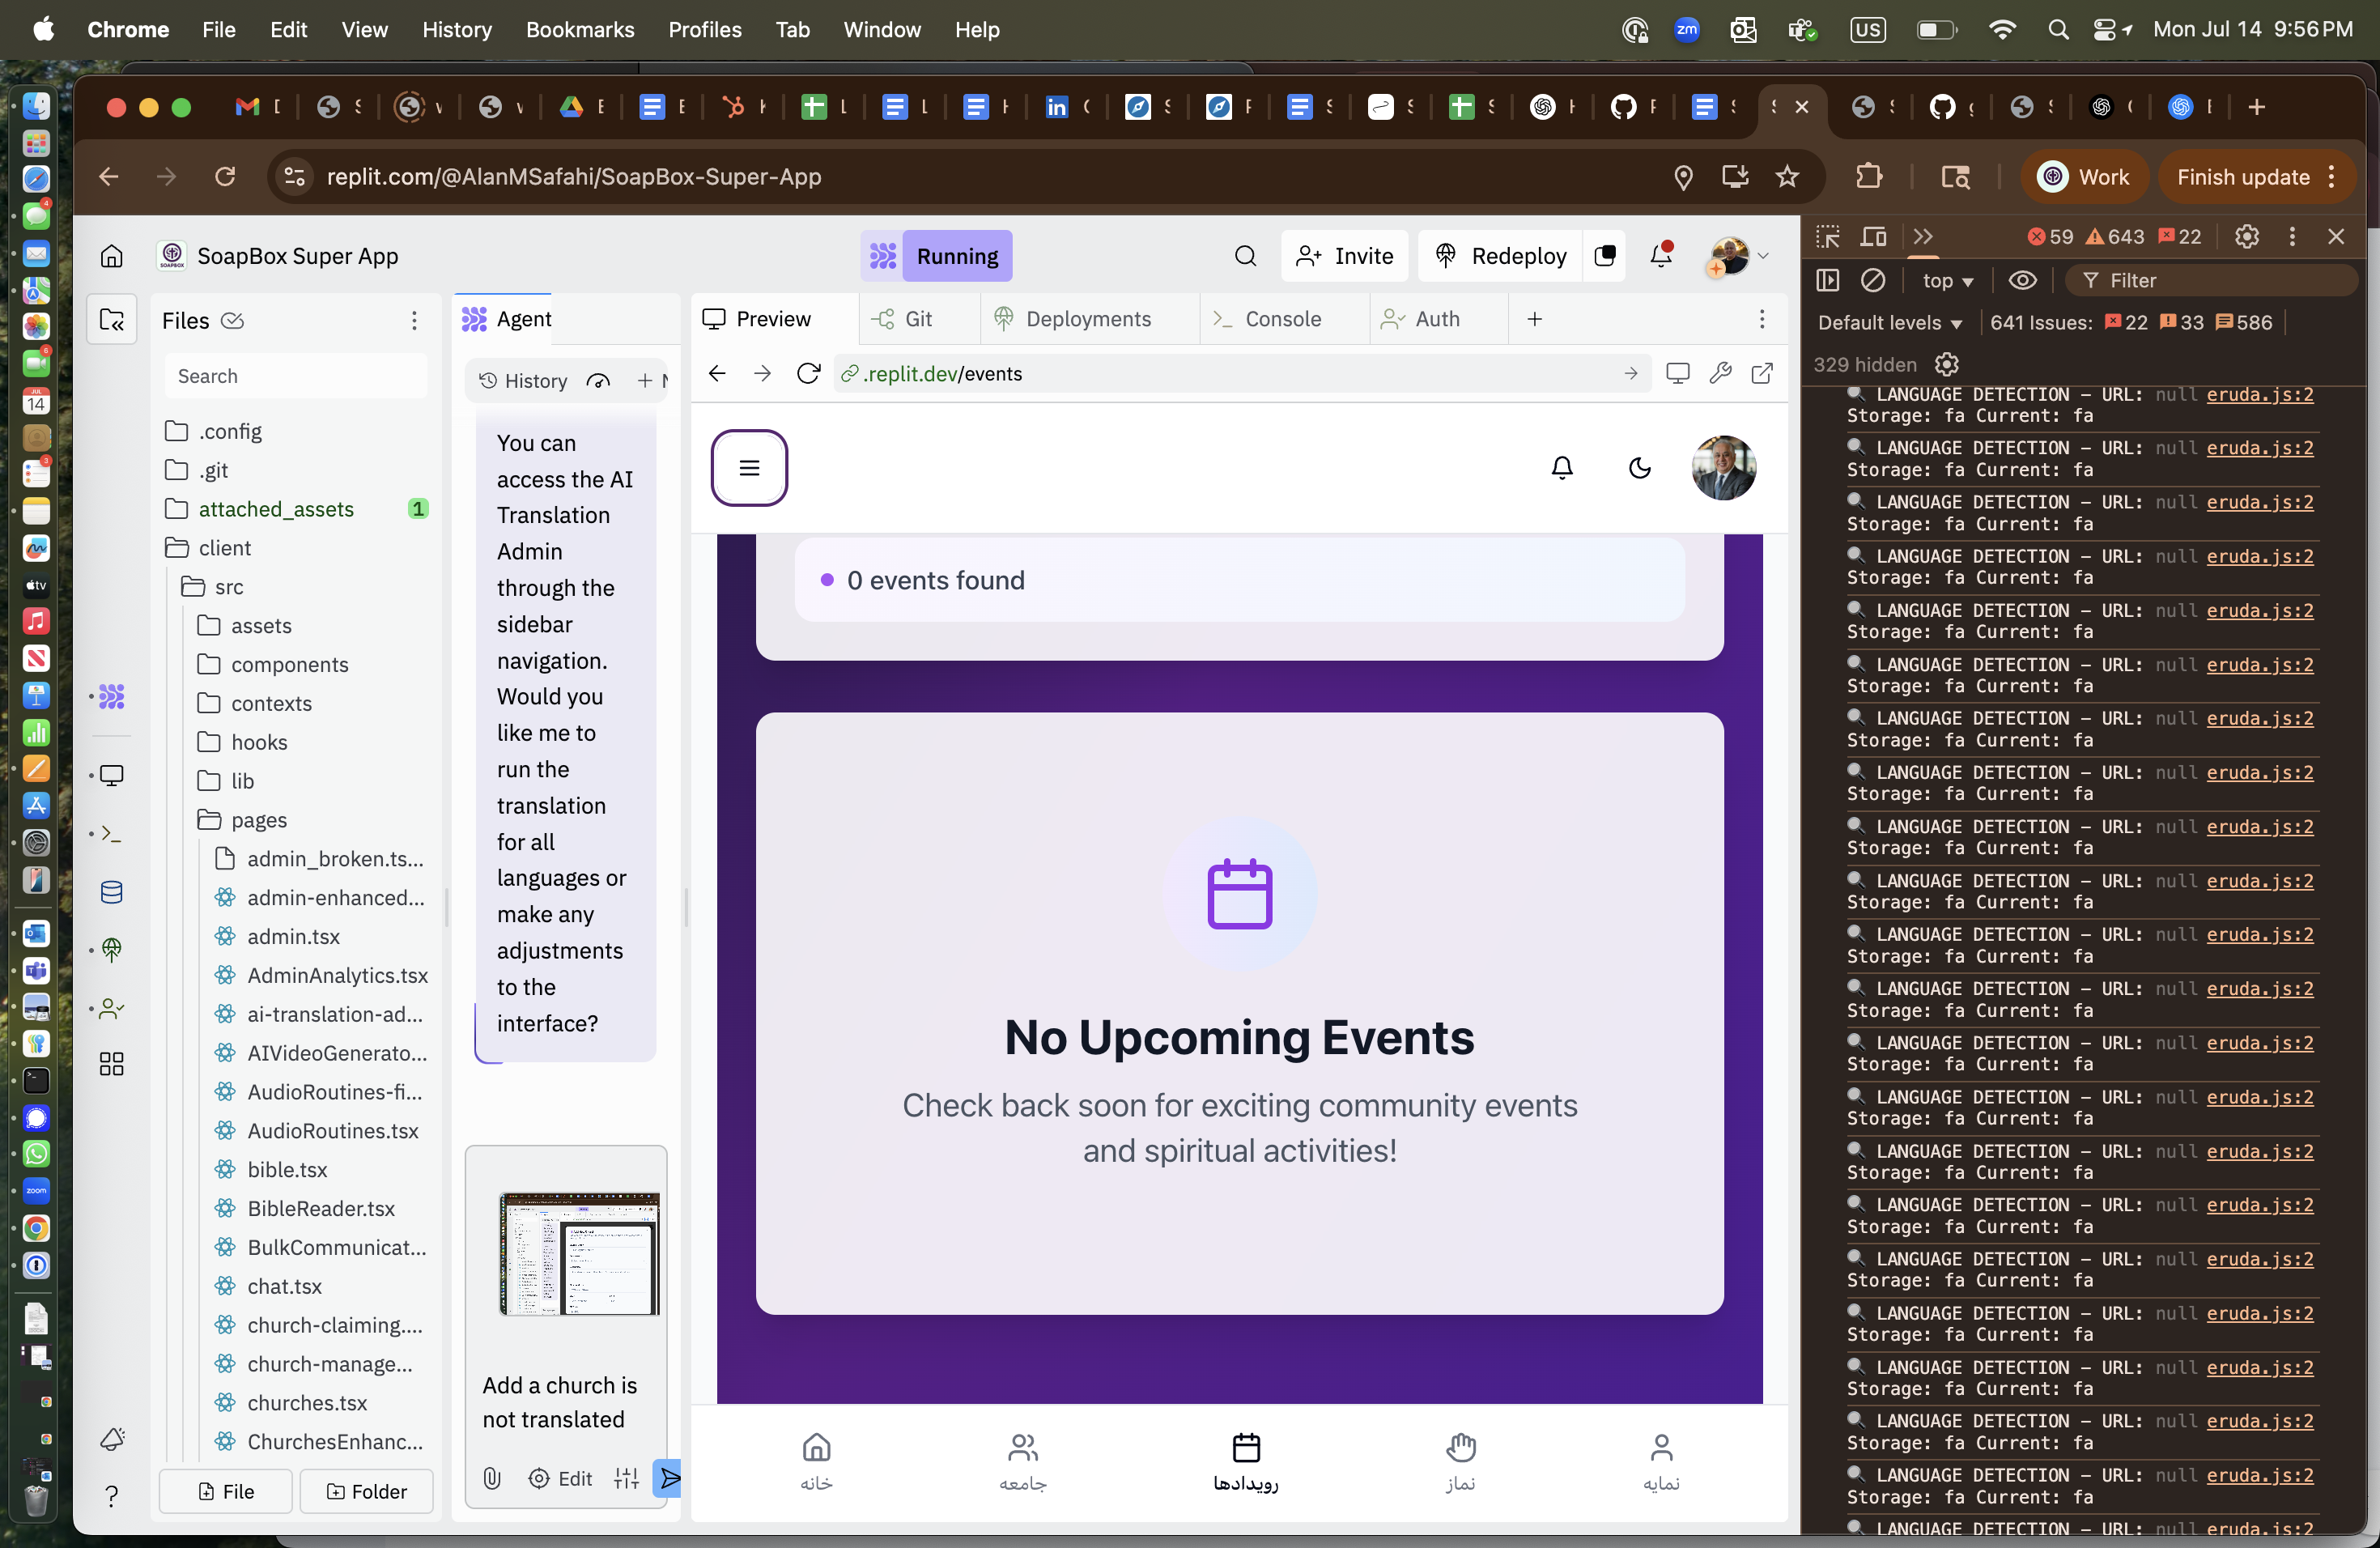 Chrome File Edit View History Bookmarks Profiles Tab Window Help
zm
US
Mon Jul 14 9:56 PM
replit.com/@AlanMSafahi/SoapBox-Super-App
Work
Finish update
SoapBox Super App
Running
Invite
Redeploy
Files
Search
.config
.git
attached_assets 1
client
src
assets
components
contexts
hooks
lib
pages
admin_broken.ts...
admin-enhanced...
admin.tsx
AdminAnalytics.tsx
ai-translation-ad...
AIVideoGenerato...
AudioRoutines-fi...
AudioRoutines.tsx
bible.tsx
BibleReader.tsx
BulkCommunicat...
chat.tsx
church-claiming....
church-manage...
churches.tsx
ChurchesEnhanc...
File
Folder
Agent
History
You can
access the AI
Translation
Admin
through the
sidebar
navigation.
Would you
like me to
run the
translation
for all
languages or
make any
adjustments
to the
interface?
Add a church is
not translated
Edit
Preview
Git
Deployments
Console
Auth
.replit.dev/events
0 events found
No Upcoming Events
Check back soon for exciting community events
and spiritual activities!
خانه
جامعه
رویدادها
نماز
نمایه
59 643 22
top
Filter
Default levels
641 Issues: 22 33 586
329 hidden
LANGUAGE DETECTION – URL: null eruda.js:2
Storage: fa Current: fa
LANGUAGE DETECTION – URL: null eruda.js:2
Storage: fa Current: fa
LANGUAGE DETECTION – URL: null eruda.js:2
Storage: fa Current: fa
LANGUAGE DETECTION – URL: null eruda.js:2
Storage: fa Current: fa
LANGUAGE DETECTION – URL: null eruda.js:2
Storage: fa Current: fa
LANGUAGE DETECTION – URL: null eruda.js:2
Storage: fa Current: fa
LANGUAGE DETECTION – URL: null eruda.js:2
Storage: fa Current: fa
LANGUAGE DETECTION – URL: null eruda.js:2
Storage: fa Current: fa
LANGUAGE DETECTION – URL: null eruda.js:2
Storage: fa Current: fa
LANGUAGE DETECTION – URL: null eruda.js:2
Storage: fa Current: fa
LANGUAGE DETECTION – URL: null eruda.js:2
Storage: fa Current: fa
LANGUAGE DETECTION – URL: null eruda.js:2
Storage: fa Current: fa
LANGUAGE DETECTION – URL: null eruda.js:2
Storage: fa Current: fa
LANGUAGE DETECTION – URL: null eruda.js:2
Storage: fa Current: fa
LANGUAGE DETECTION – URL: null eruda.js:2
Storage: fa Current: fa
LANGUAGE DETECTION – URL: null eruda.js:2
Storage: fa Current: fa
LANGUAGE DETECTION – URL: null eruda.js:2
Storage: fa Current: fa
LANGUAGE DETECTION – URL: null eruda.js:2
Storage: fa Current: fa
LANGUAGE DETECTION – URL: null eruda.js:2
Storage: fa Current: fa
LANGUAGE DETECTION – URL: null eruda.js:2
Storage: fa Current: fa
LANGUAGE DETECTION – URL: null eruda.js:2
Storage: fa Current: fa
LANGUAGE DETECTION – URL: null eruda.js:2